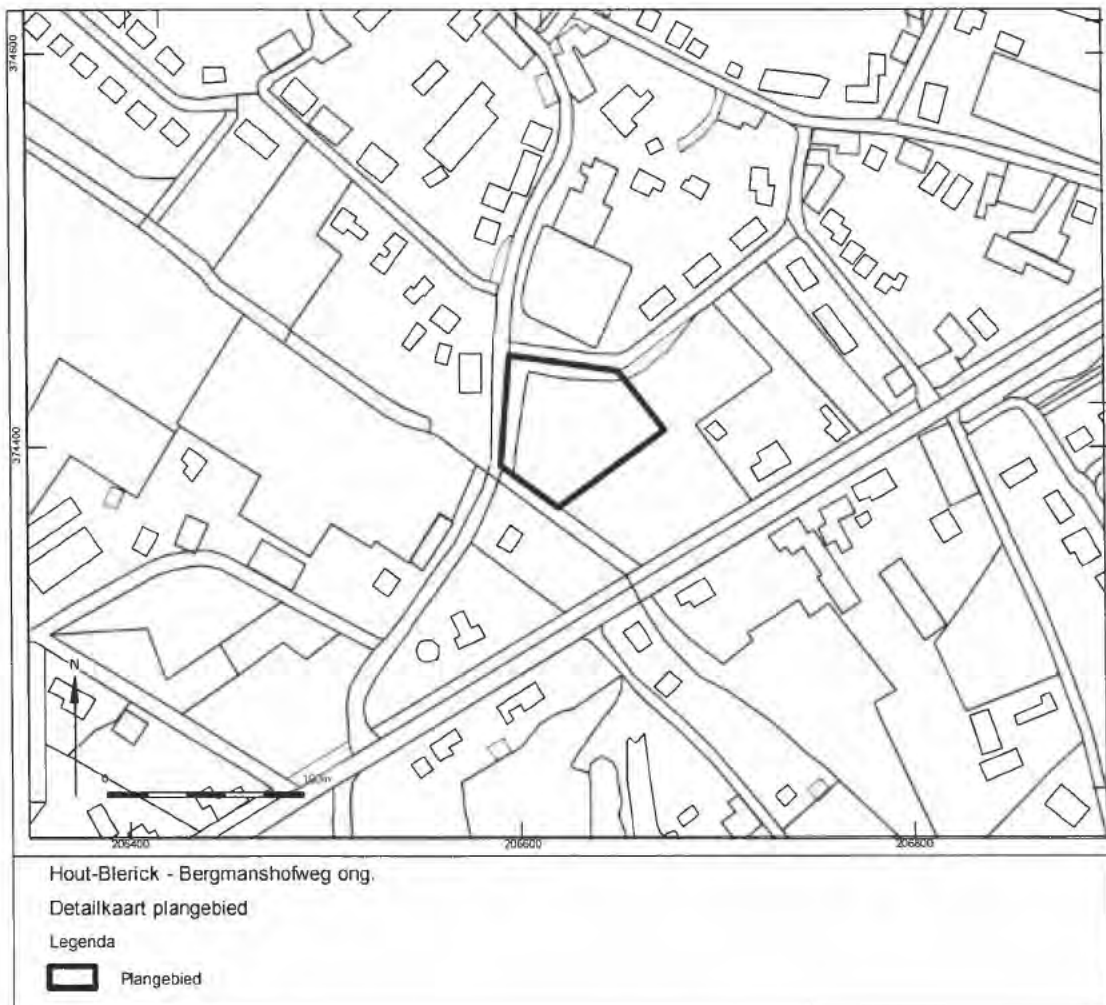 374600
374400
N
0
100m
206400
206600
206800
Hout-Blerick - Bergmanshofweg ong.
Detailkaart plangebied
Legenda
Plangebied